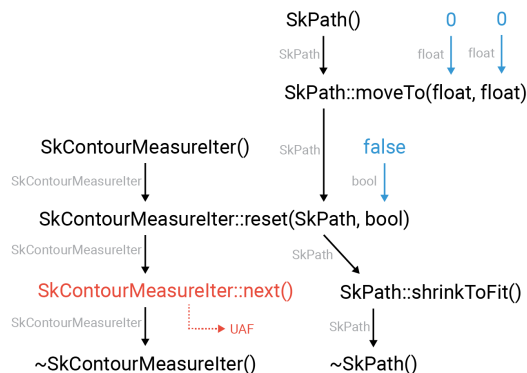 SkPath() 0 0
SkPath float float
SkPath::moveTo(float, float)
SkContourMeasureIter() SkPath false
SkContourMeasureIter bool
SkContourMeasureIter::reset(SkPath, bool)
SkContourMeasureIter SkPath
SkContourMeasureIter::next() SkPath::shrinkToFit()
SkContourMeasureIter UAF SkPath
~SkContourMeasureIter() ~SkPath()